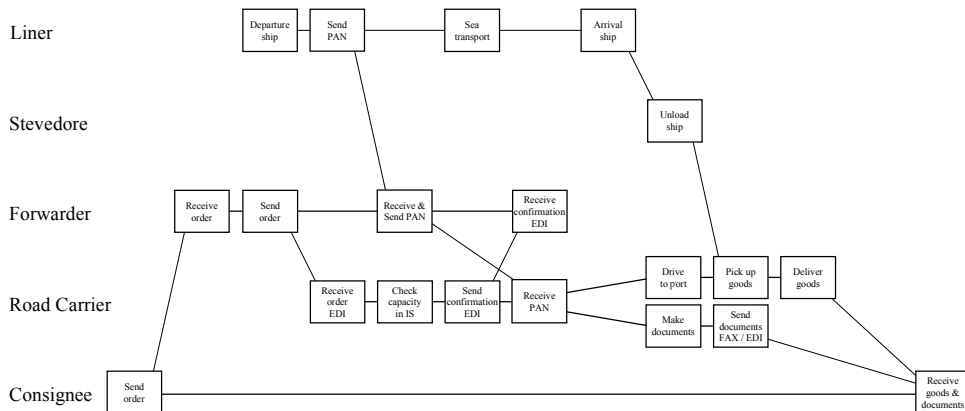 Liner
Departure
ship
Send
PAN
Sea
transport
Arrival
ship
Stevedore
Unload
ship
Forwarder
Receive
order
Send
order
Receive &
Send PAN
Receive
confirmation
EDI
Road Carrier
Receive
order
EDI
Check
capacity
in IS
Send
confirmation
EDI
Receive
PAN
Drive
to port
Pick up
goods
Deliver
goods
Make
documents
Send
documents
FAX / EDI
Consignee
Send
order
Receive
goods &
documents